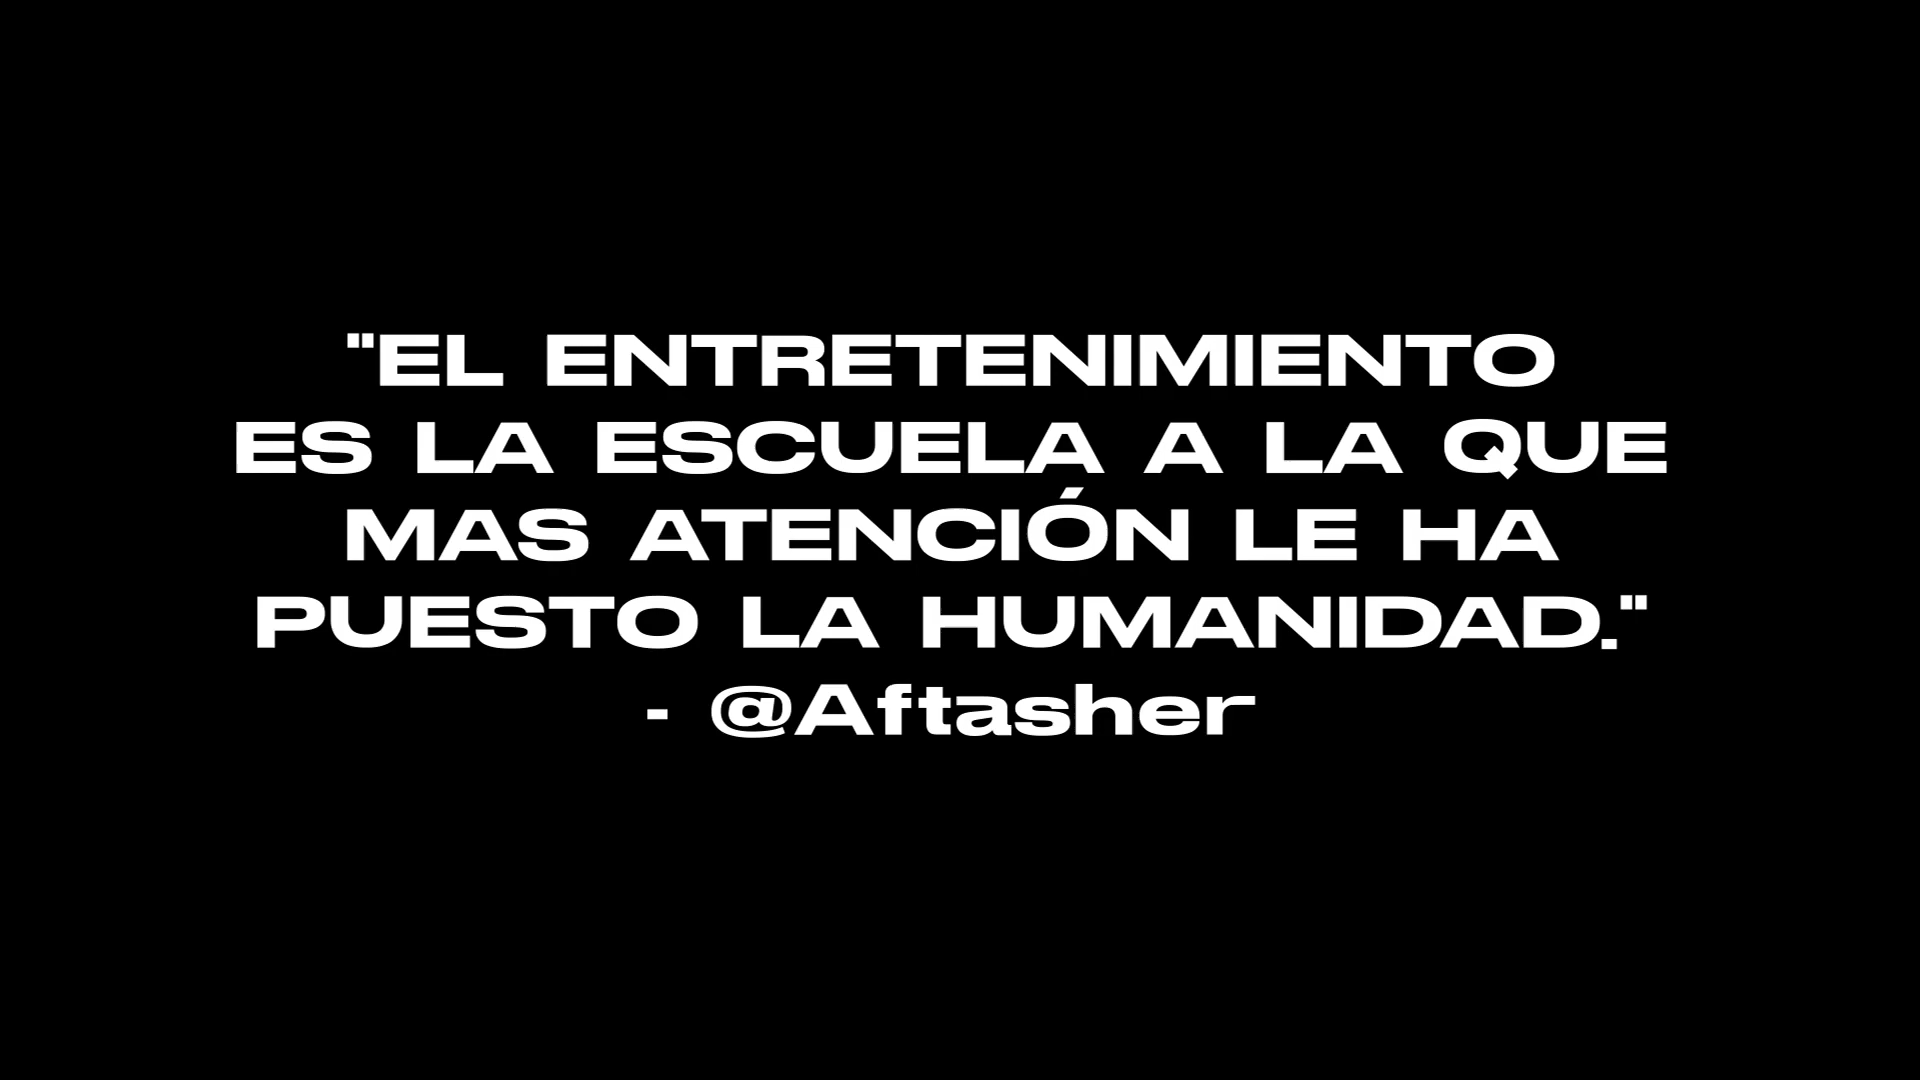 "EL ENTRETENIMIENTO
ES LA ESCUELA A LA QUE
MAS ATENCIÓN LE HA
PUESTO LA HUMANIDAD."
- @Aftasher